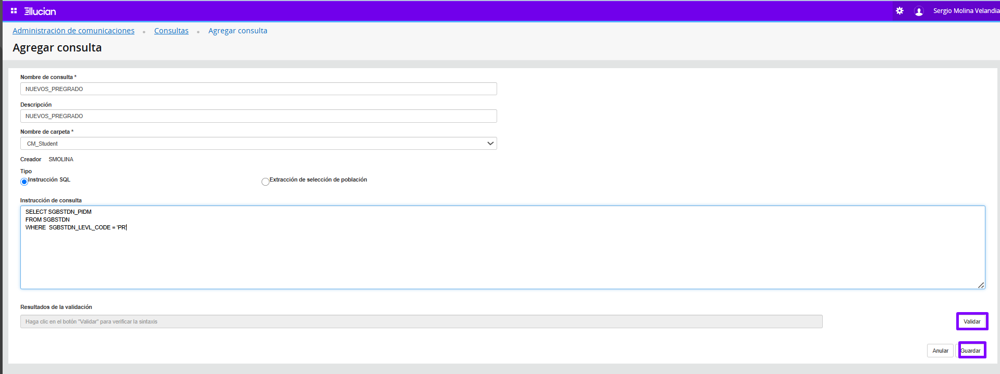 Ellucian
Sergio Molina Velandia
Administración de comunicaciones • Consultas • Agregar consulta
Agregar consulta
Nombre de consulta *
NUEVOS_PREGRADO
Descripción
NUEVOS_PREGRADO
Nombre de carpeta *
CM_Student
Creador SMOLINA
Tipo
Instrucción SQL
Extracción de selección de población
Instrucción de consulta
SELECT SGBSTDN_PIDM
FROM SGBSTDN
WHERE  SGBSTDN_LEVL_CODE = 'PR'
Resultados de la validación
Haga clic en el botón "Validar" para verificar la sintaxis
Validar
Anular
Guardar